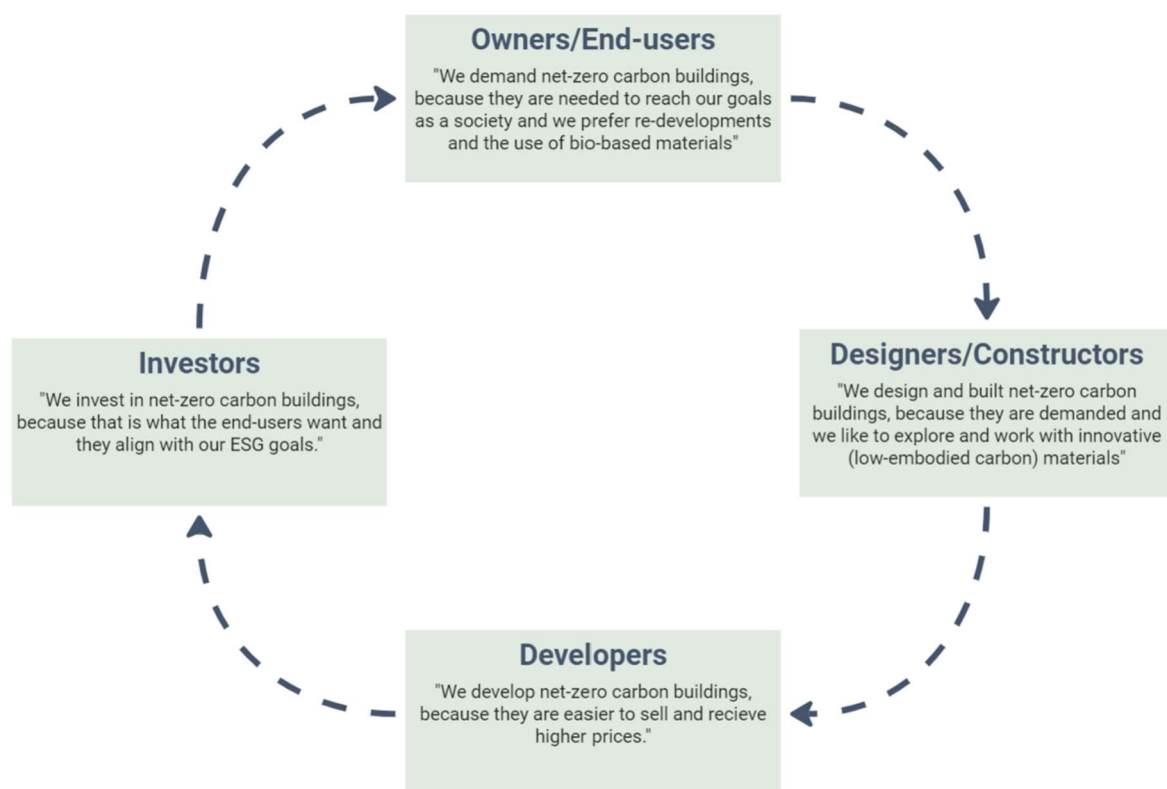 Owners/End-users
"We demand net-zero carbon buildings,
because they are needed to reach our goals
as a society and we prefer re-developments
and the use of bio-based materials"
Investors
"We invest in net-zero carbon buildings,
because that is what the end-users want and
they align with our ESG goals."
Designers/Constructors
"We design and built net-zero carbon
buildings, because they are demanded and
we like to explore and work with innovative
(low-embodied carbon) materials"
Developers
"We develop net-zero carbon buildings,
because they are easier to sell and recieve
higher prices."